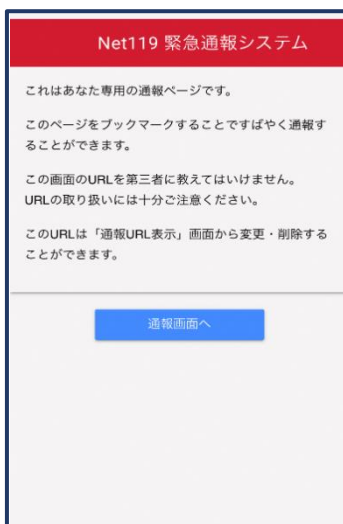 Net119 緊急通報システム
これはあなた専用の通報ページです。
このページをブックマークすることですばやく通報す
ることができます。
この画面のURLを第三者に教えてはいけません。
URLの取り扱いには十分ご注意ください。
このURLは「通報URL表示」画面から変更・削除する
ことができます。
通報画面へ